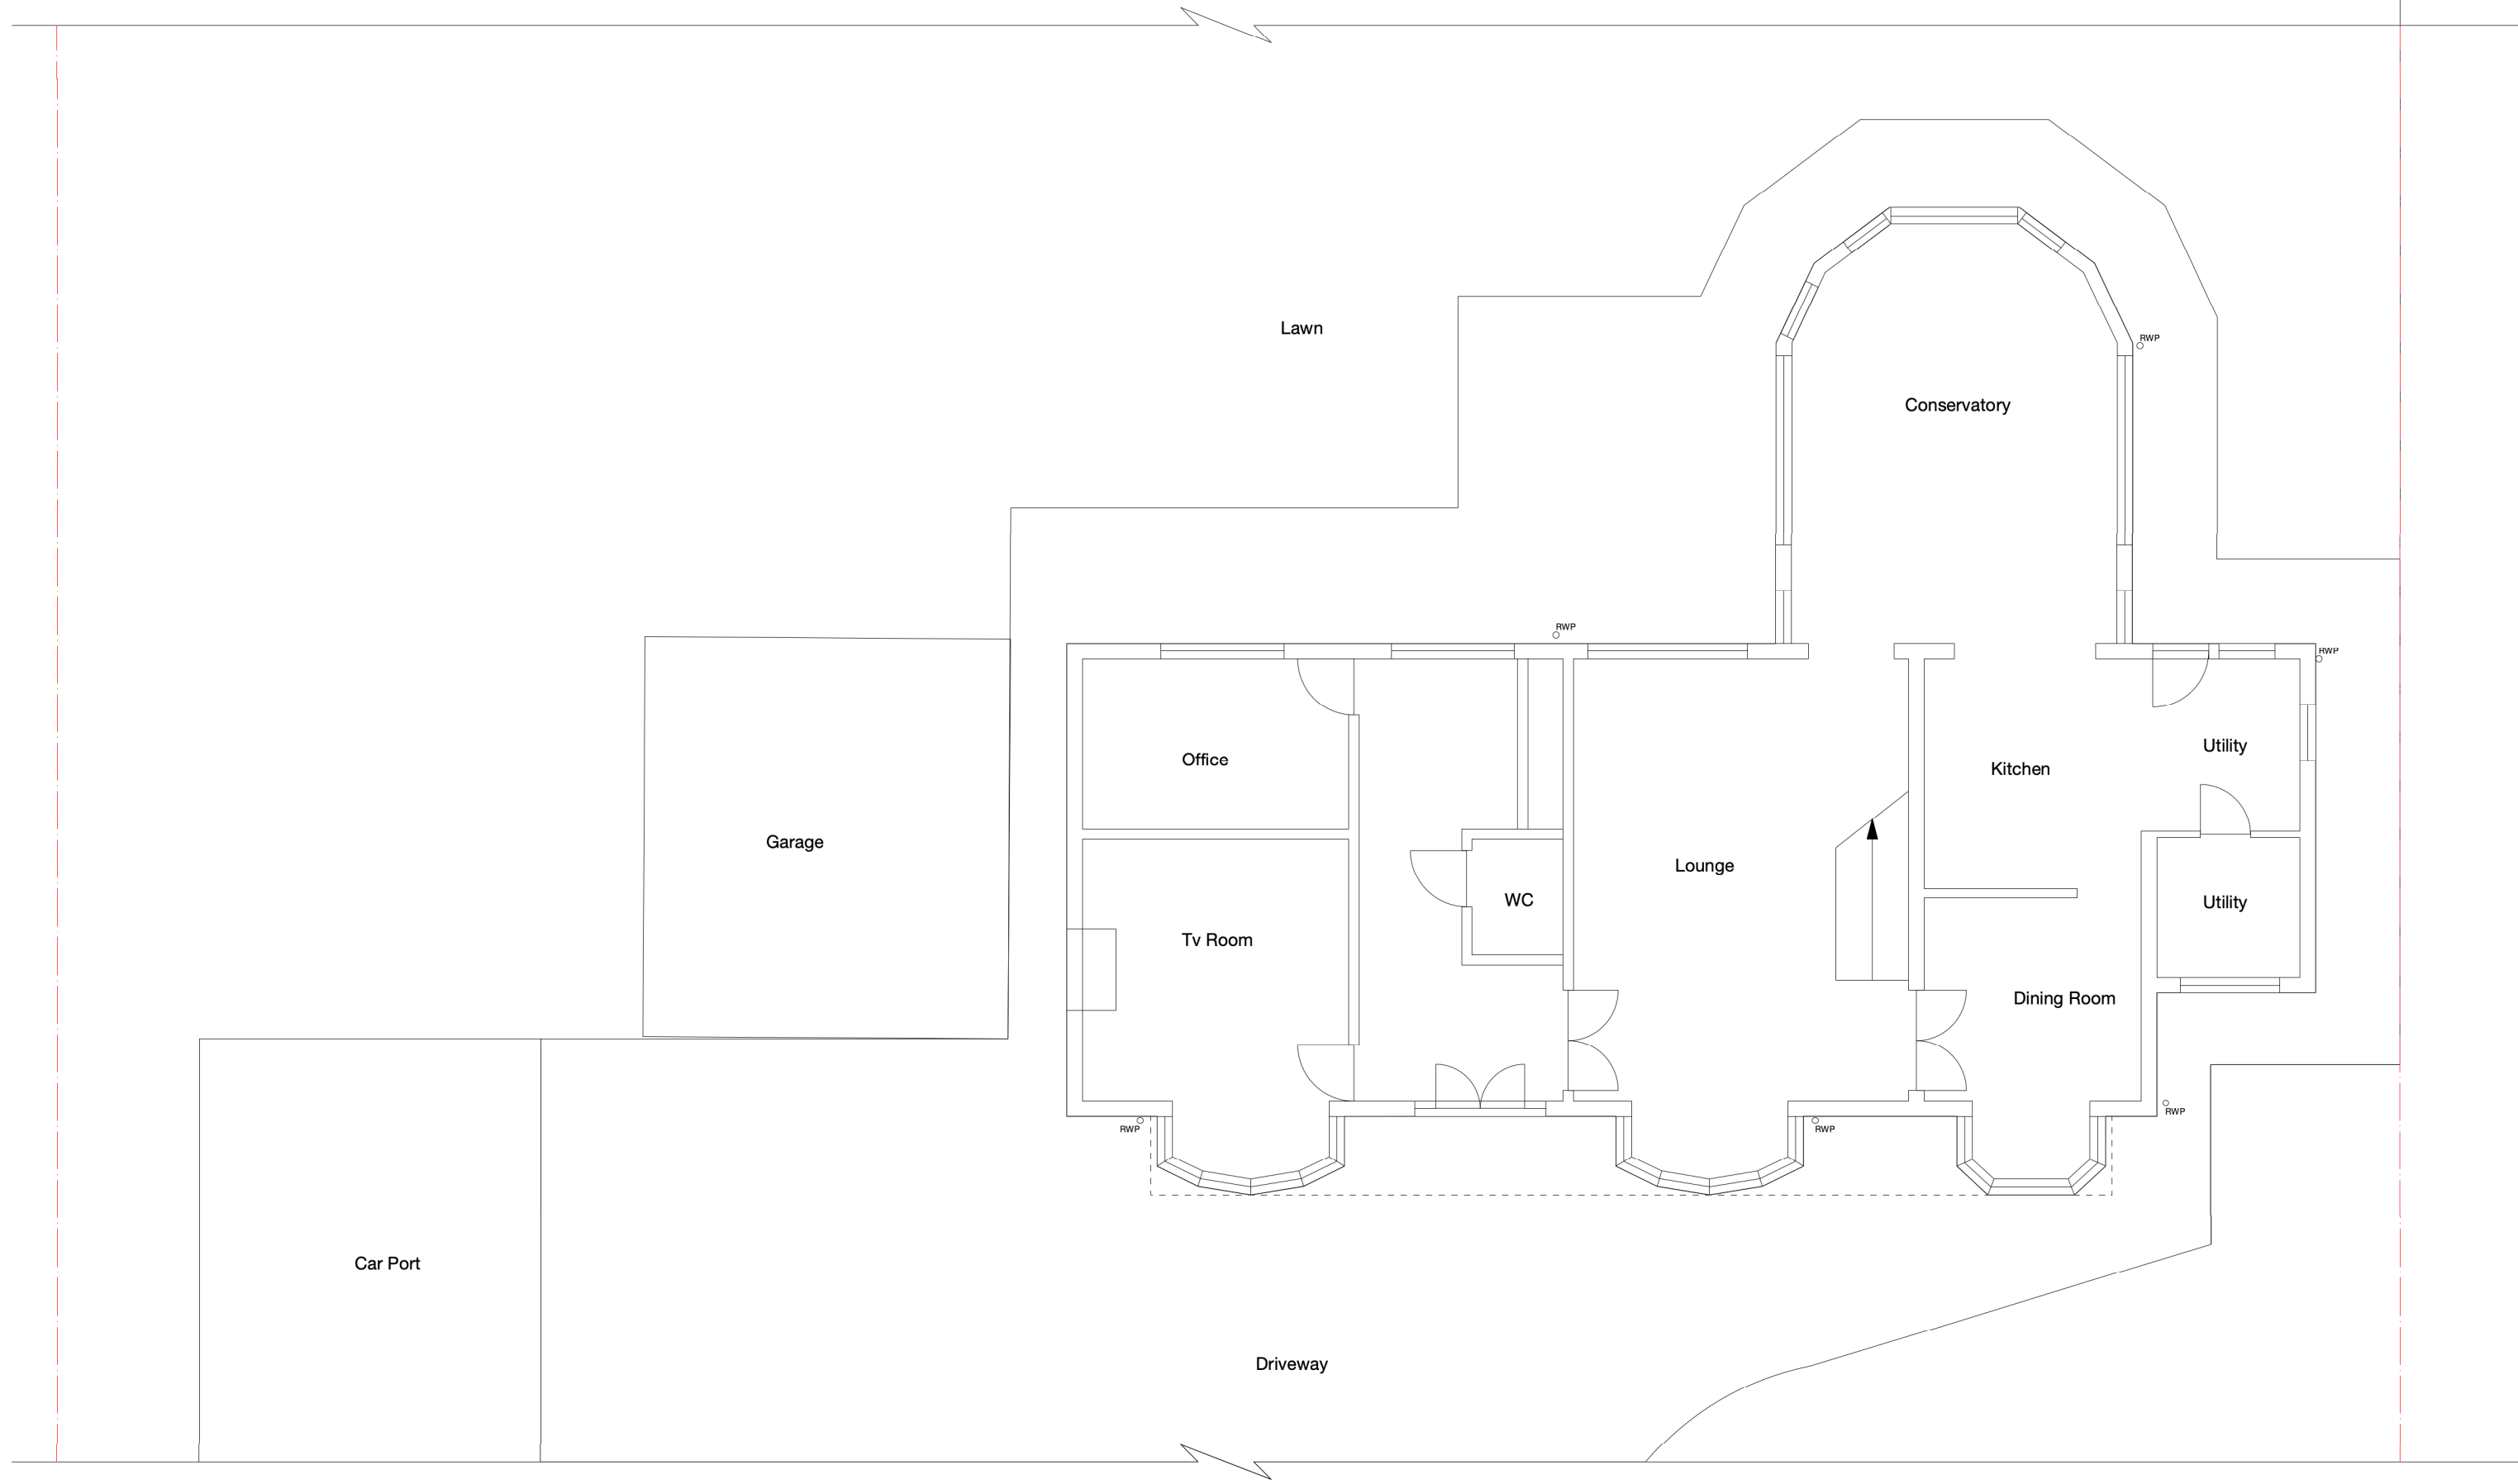 Lawn
RWP
Conservatory
RWP
RWP
Utility
Office
Kitchen
Garage
Lounge
WC
Utility
Tv Room
Dining Room
RWP
RWP
RWP
Car Port
Driveway